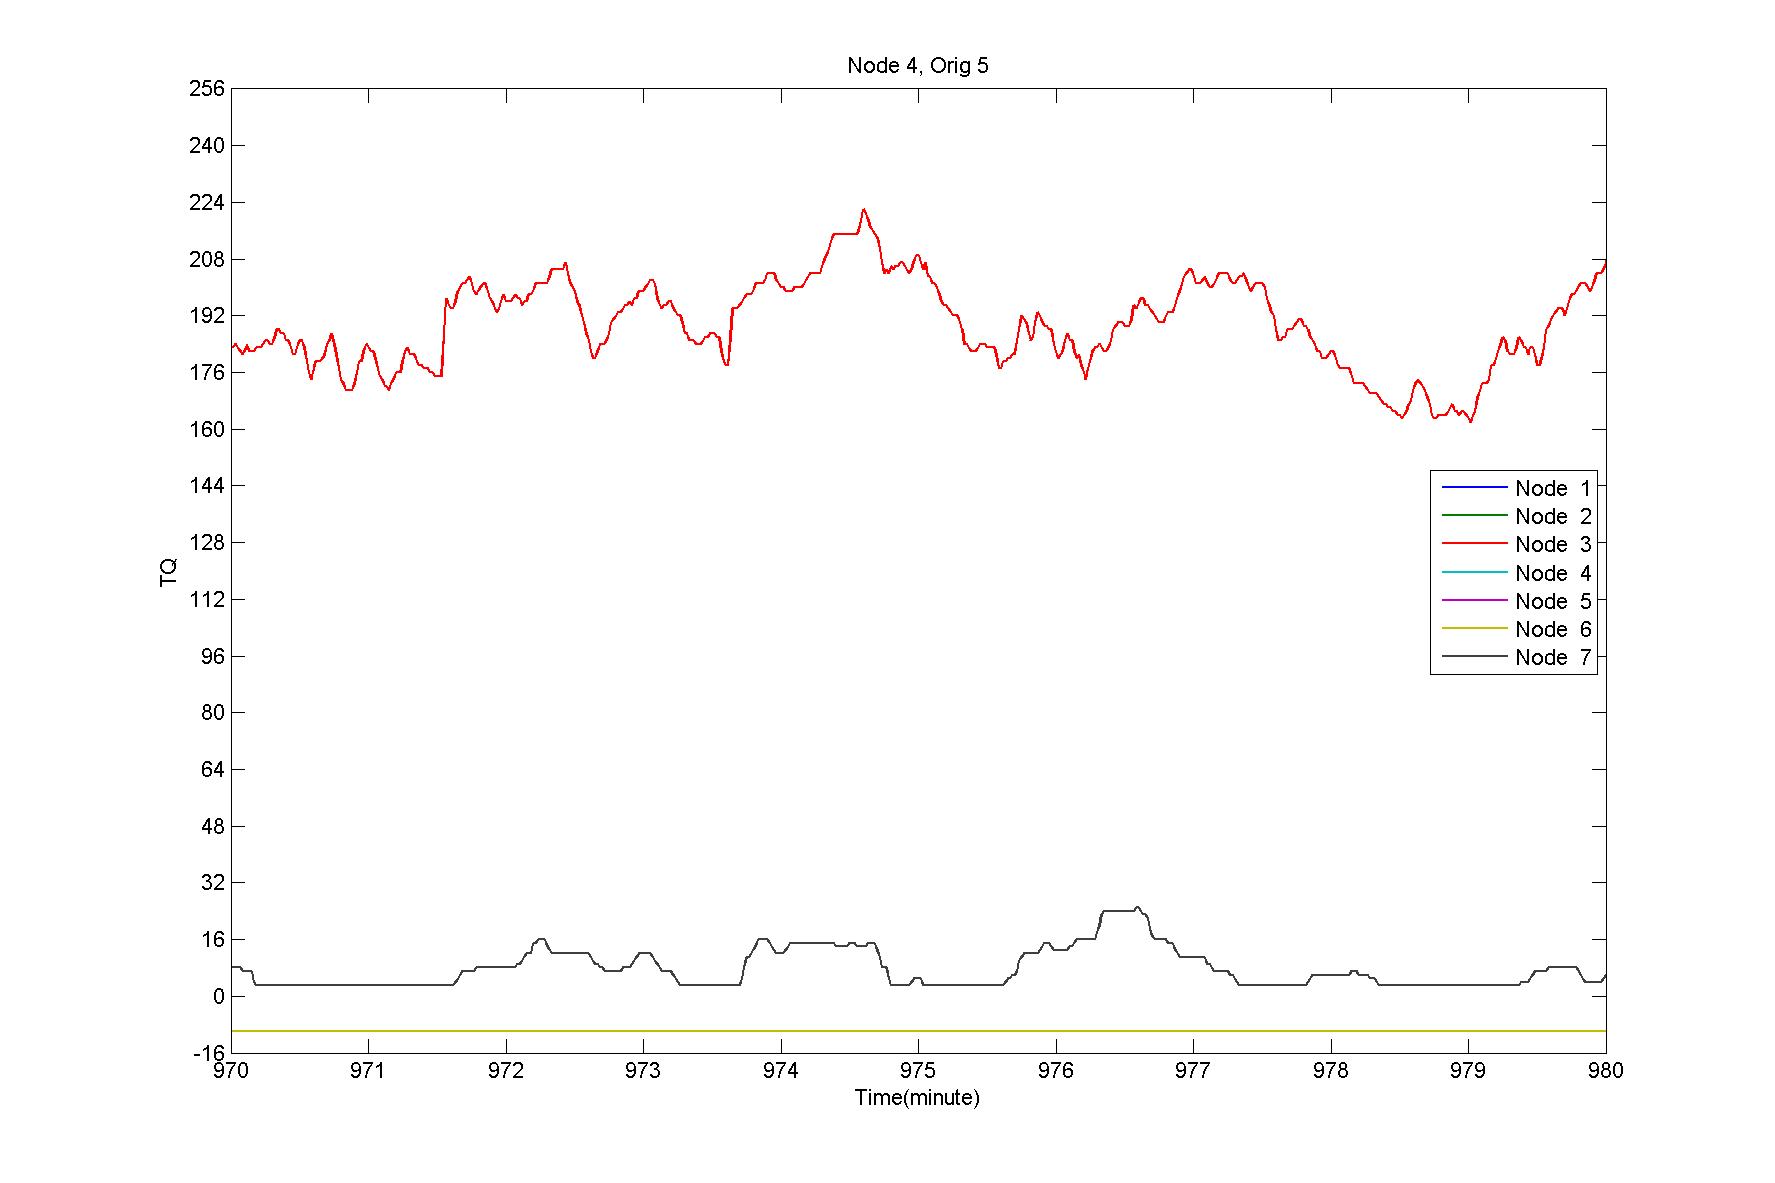 Node 4, Orig 5
256
240
224
208
192
176
160
144
128
112
96
80
64
48
32
16
0
-16
TQ
Node 1
Node 2
Node 3
Node 4
Node 5
Node 6
Node 7
970 971 972 973 974 975 976 977 978 979 980
Time(minute)